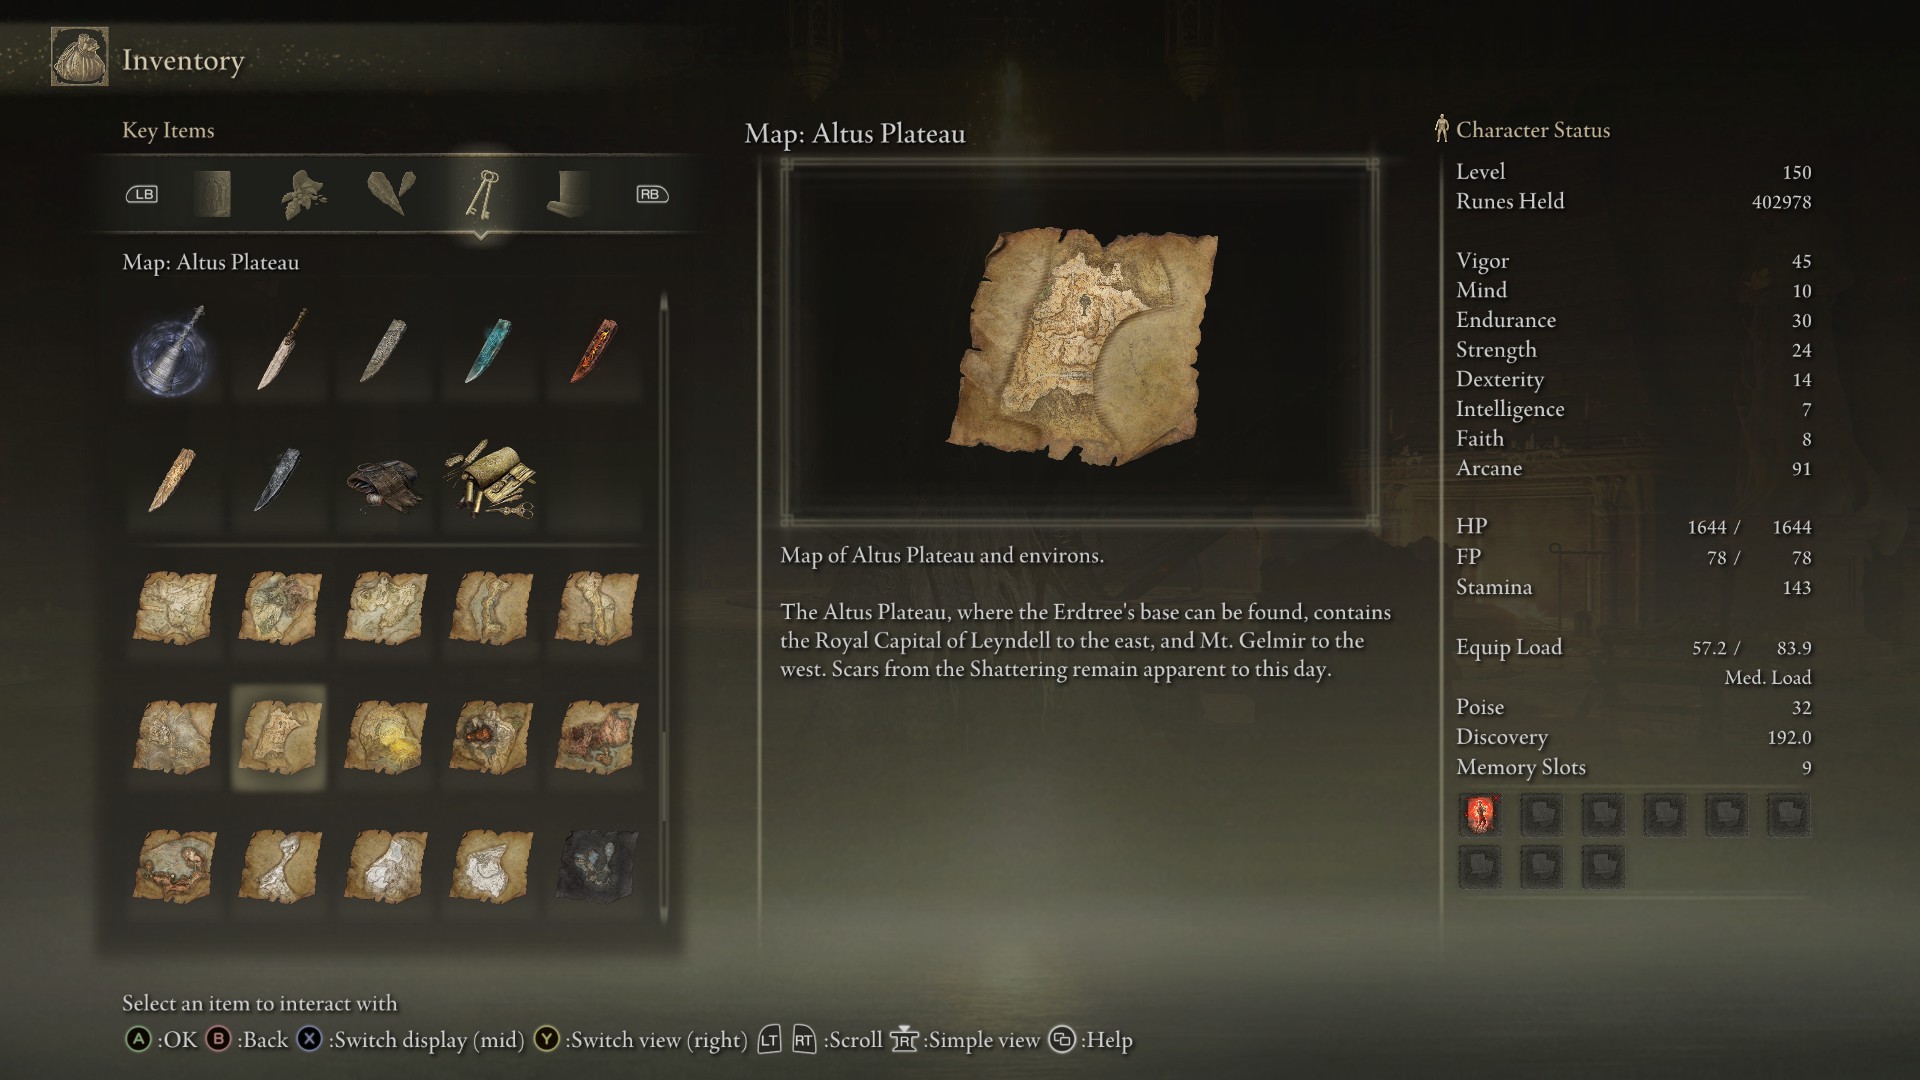 Inventory
Key Items
LB
RB
Map: Altus Plateau
Map: Altus Plateau
Map of Altus Plateau and environs.
The Altus Plateau, where the Erdtree's base can be found, contains
the Royal Capital of Leyndell to the east, and Mt. Gelmir to the
west. Scars from the Shattering remain apparent to this day.
Character Status
Level 150
Runes Held 402978
Vigor 45
Mind 10
Endurance 30
Strength 24
Dexterity 14
Intelligence 7
Faith 8
Arcane 91
HP 1644 / 1644
FP 78 / 78
Stamina 143
Equip Load 57.2 / 83.9
Med. Load
Poise 32
Discovery 192.0
Memory Slots 9
Select an item to interact with
A :OK B :Back X :Switch display (mid) Y :Switch view (right) LT RT :Scroll R :Simple view :Help